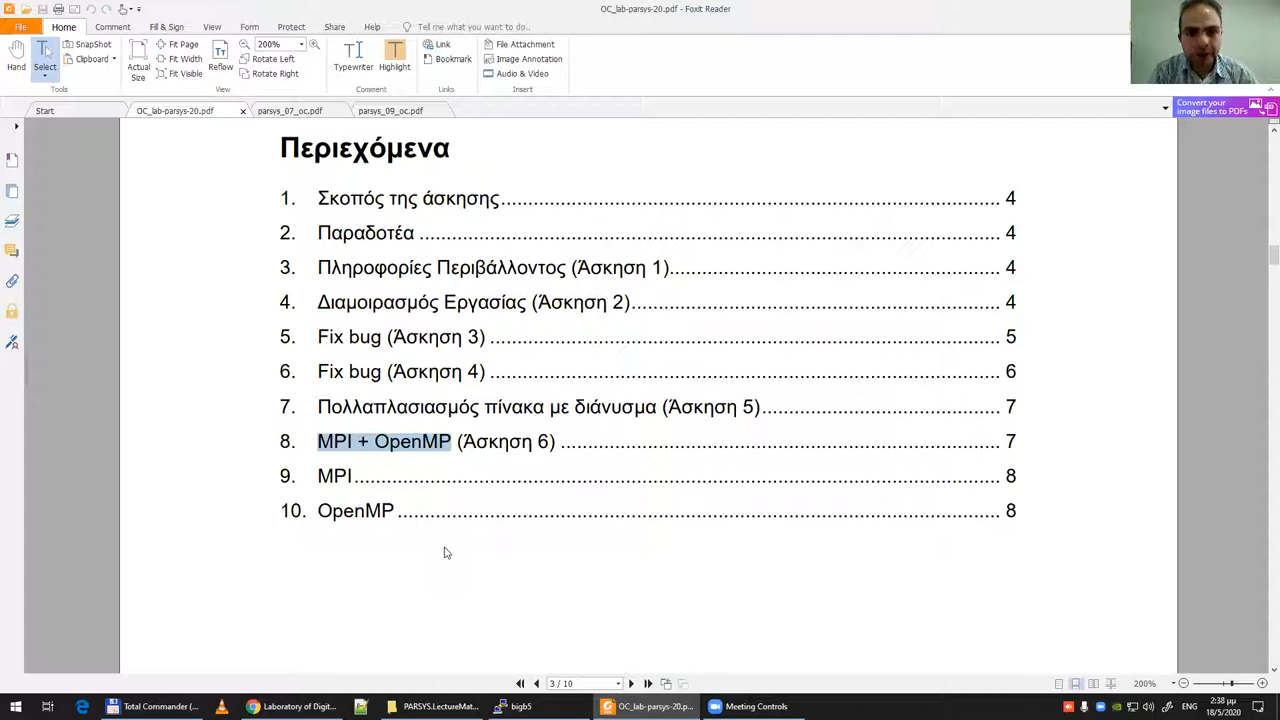 OC_lab-parsys-20.pdf - Foxit Reader
File Home Comment Fill & Sign View Form Protect Share Help Tell me what you want to do..
Hand Select SnapShot Clipboard Actual Size Fit Page Fit Width Fit Visible Reflow 200% Rotate Left Rotate Right Typewriter Highlight Link Bookmark File Attachment Image Annotation Audio & Video
Tools View Comment Links Insert
Start OC_lab-parsys-20.pdf parsys_07_oc.pdf parsys_09_oc.pdf
Convert your image files to PDFs
Περιεχόμενα
1. Σκοπός της άσκησης 4
2. Παραδοτέα 4
3. Πληροφορίες Περιβάλλοντος (Άσκηση 1) 4
4. Διαμοιρασμός Εργασίας (Άσκηση 2) 4
5. Fix bug (Άσκηση 3) 5
6. Fix bug (Άσκηση 4) 6
7. Πολλαπλασιασμός πίνακα με διάνυσμα (Άσκηση 5) 7
8. MPI + OpenMP (Άσκηση 6) 7
9. MPI 8
10. OpenMP 8
3 / 10 200%
Total Commander (... Laboratory of Digit... PARSYS.LectureMat... big5 OC_lab-parsys-20.p... Meeting Controls ENG 2:38 μμ
18/5/2020